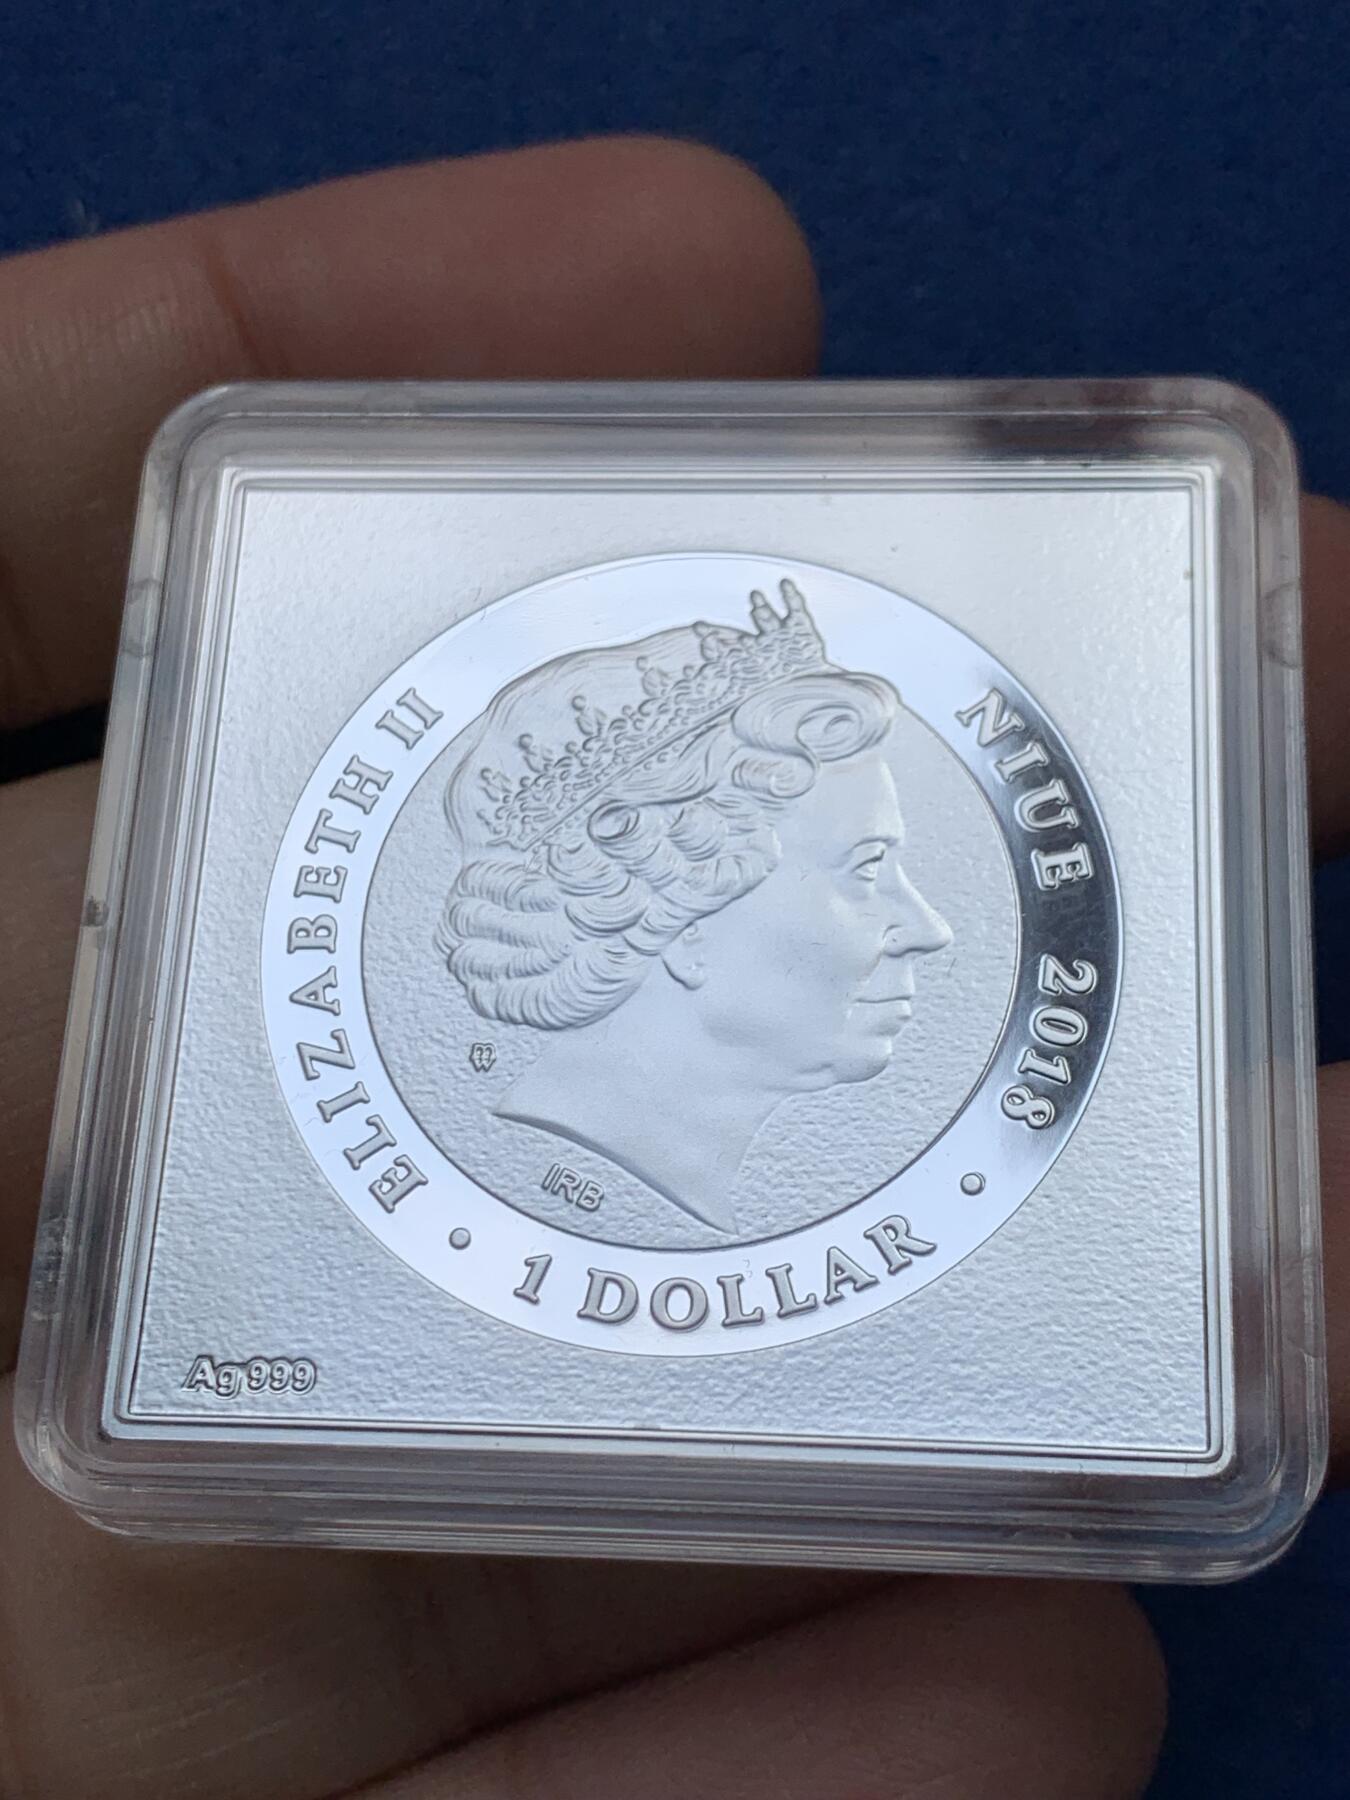 ELIZABETH II
NIUE 2018
• 1 DOLLAR •
IRB
Ag 999